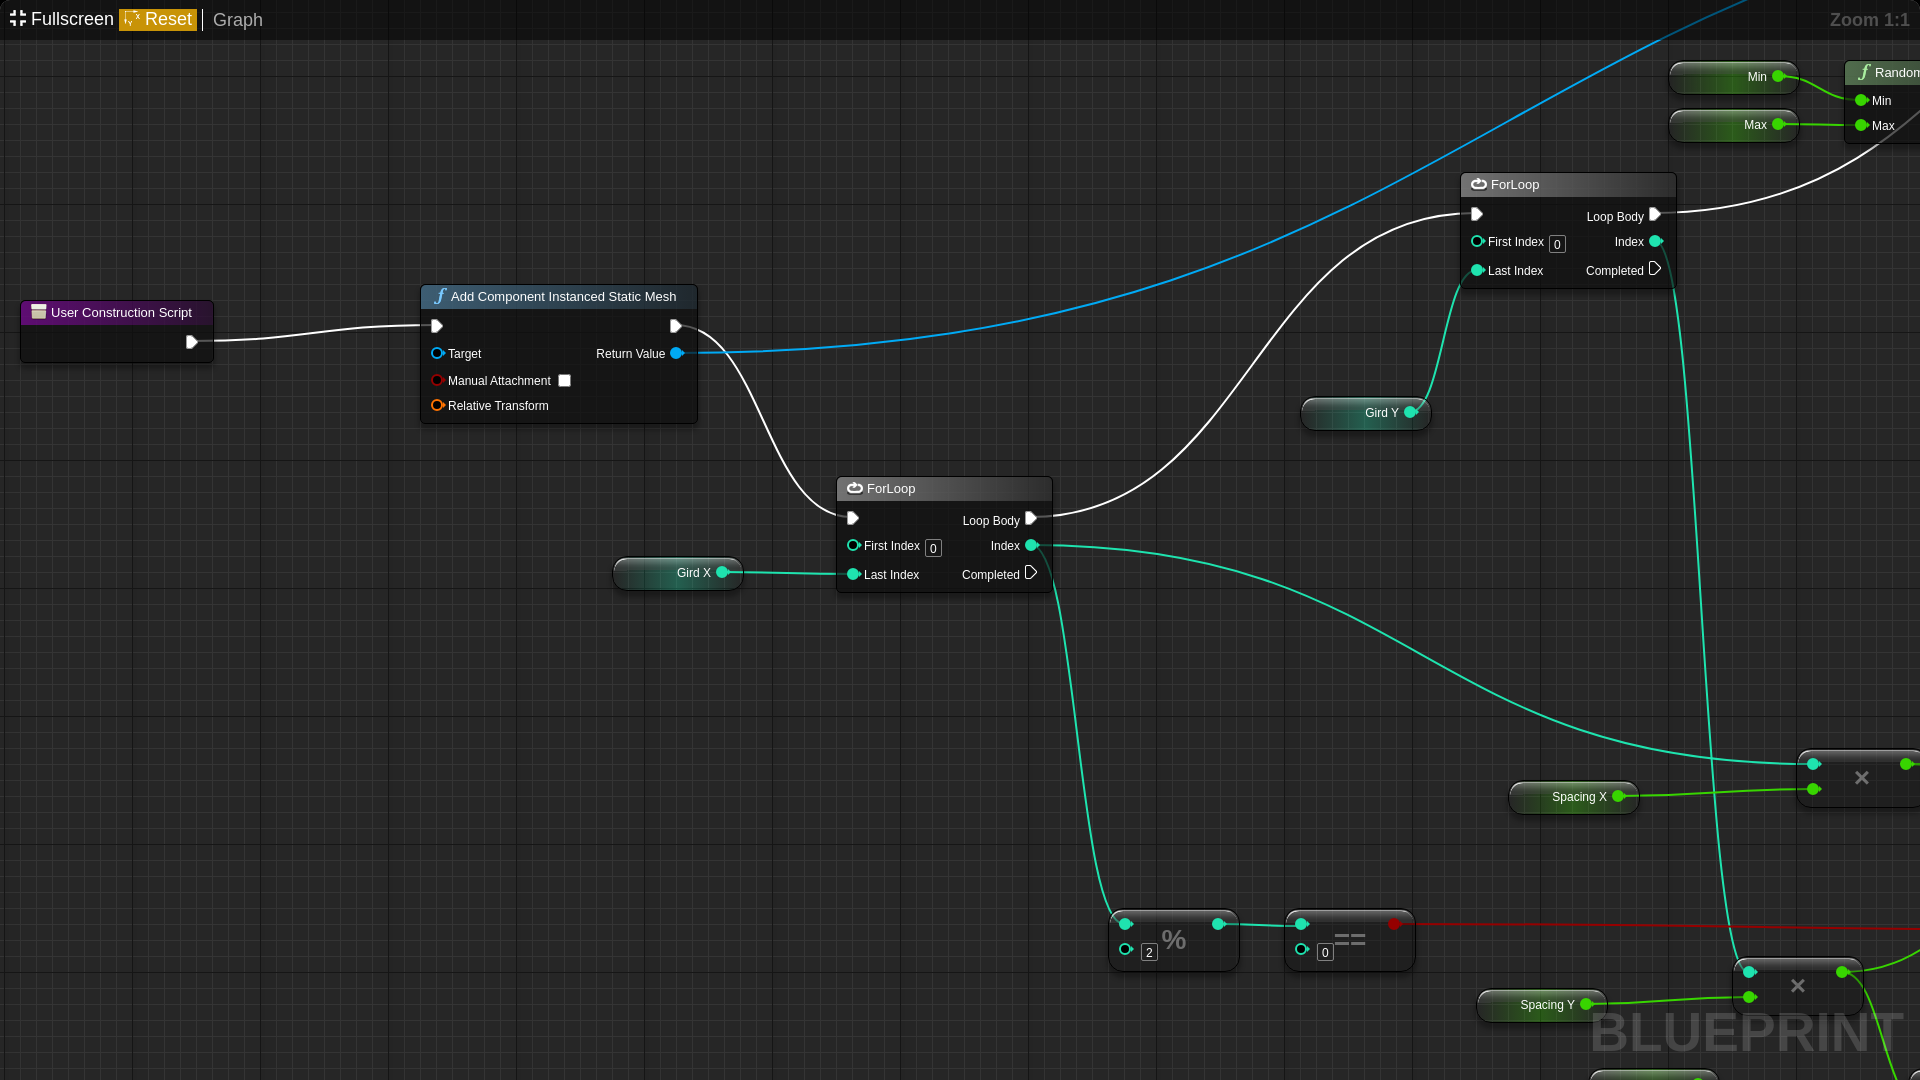 Fullscreen Reset Graph
Zoom 1:1
Min
Max
Random
Min
Max
ForLoop
Loop Body
First Index 0 Index
Last Index Completed
User Construction Script
Add Component Instanced Static Mesh
Target Return Value
Manual Attachment
Relative Transform
Gird Y
ForLoop
Loop Body
First Index 0 Index
Last Index Completed
Gird X
Spacing X
×
2 %
0 ==
×
Spacing Y
BLUEPRINT